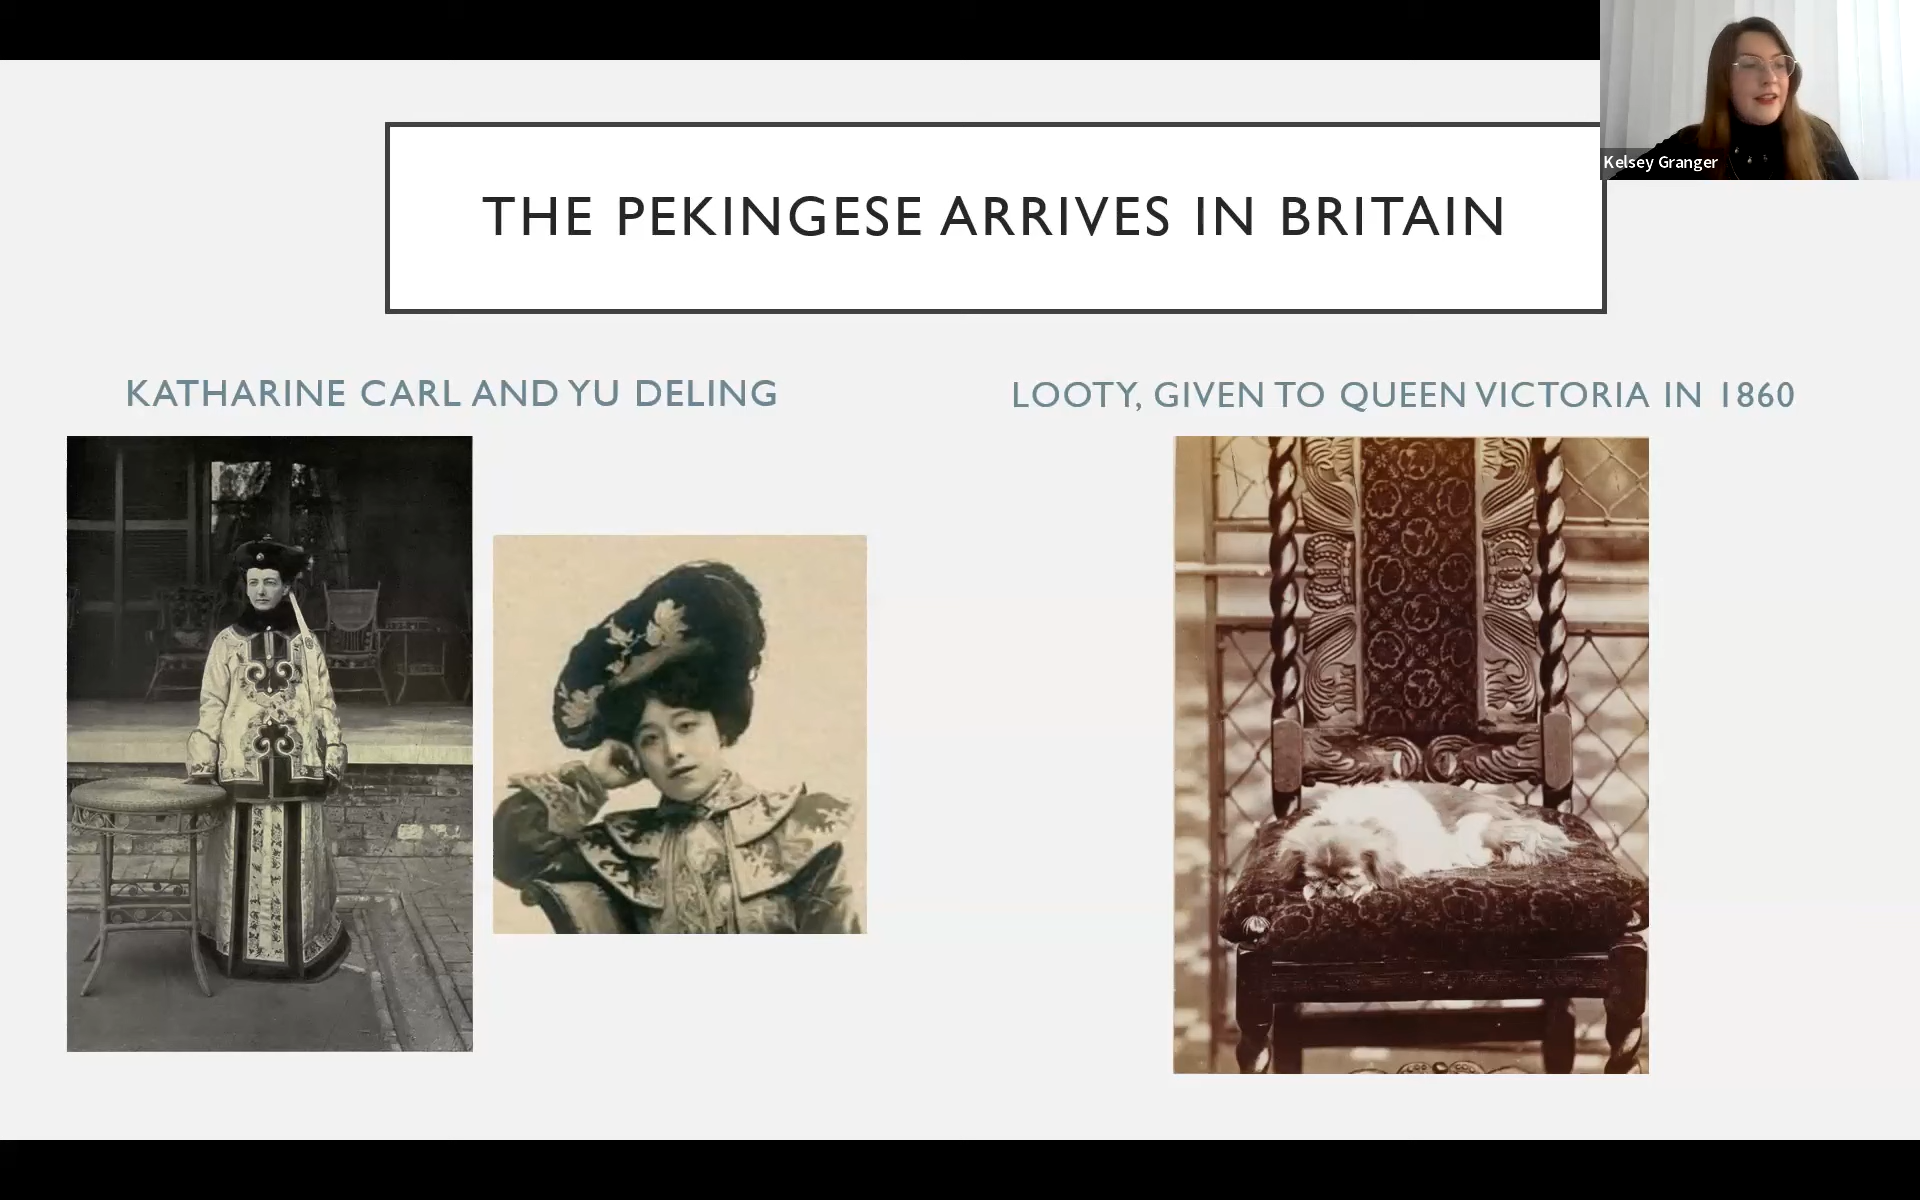 Kelsey Granger
THE PEKINGESE ARRIVES IN BRITAIN
KATHARINE CARL AND YU DELING
LOOTY, GIVEN TO QUEEN VICTORIA IN 1860